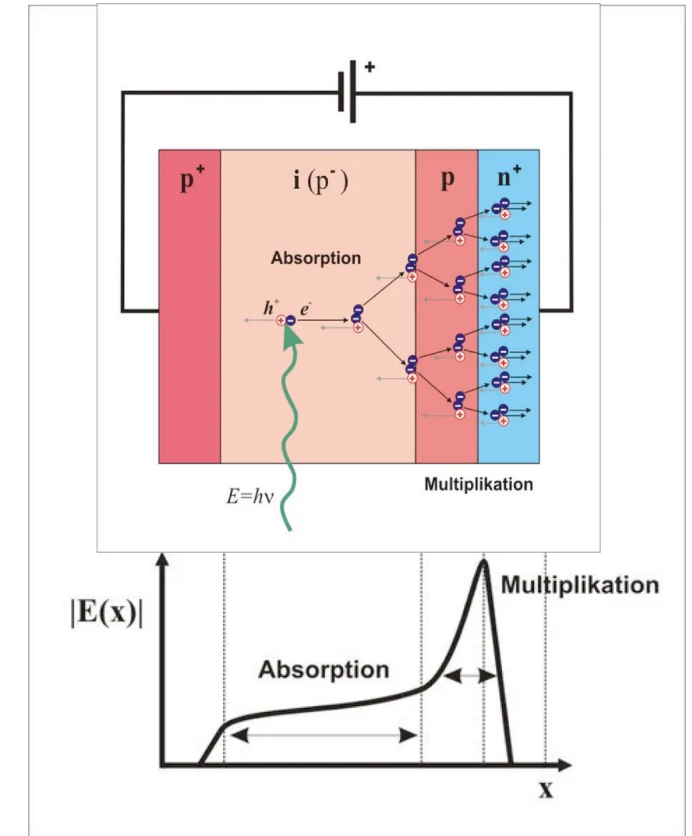 +
p⁺ i (p⁻) p n⁺
Absorption
h⁺ e⁻
E=hν
Multiplikation
|E(x)|
Multiplikation
Absorption
x